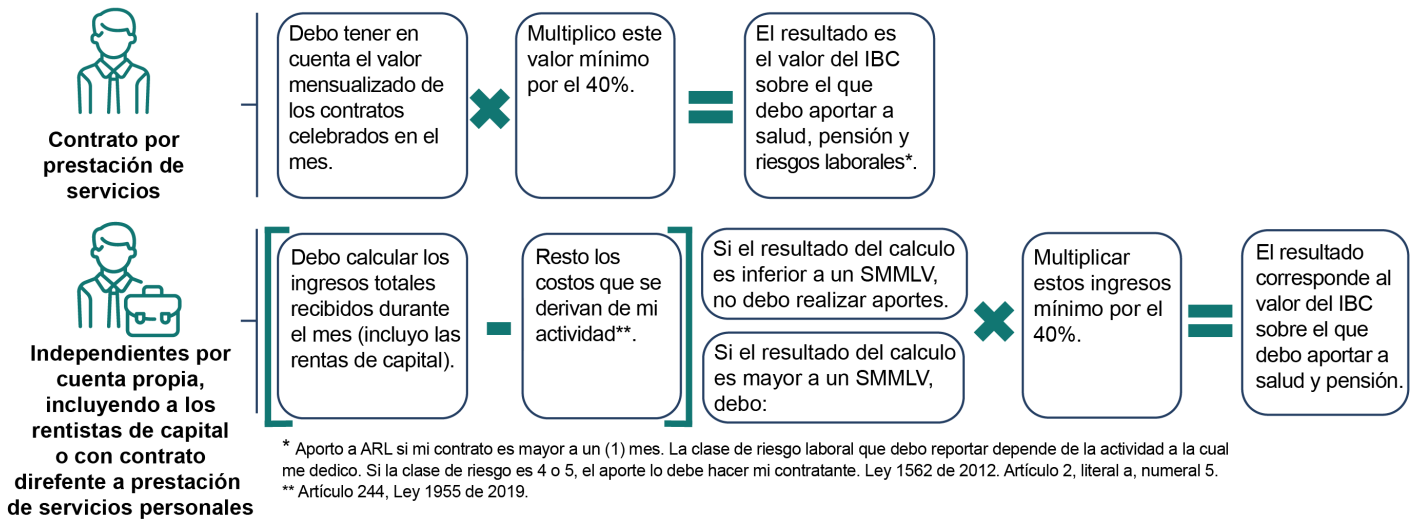 Contrato por
prestación de
servicios
Debo tener en
cuenta el valor
mensualizado de
los contratos
celebrados en el
mes.
Multiplico este
valor mínimo
por el 40%.
El resultado es
el valor del IBC
sobre el que
debo aportar a
salud, pensión y
riesgos laborales*.
Independientes por
cuenta propia,
incluyendo a los
rentistas de capital
o con contrato
direfente a prestación
de servicios personales
Debo calcular los
ingresos totales
recibidos durante
el mes (incluyo las
rentas de capital).
-
Resto los
costos que se
derivan de mi
actividad**.
Si el resultado del calculo
es inferior a un SMMLV,
no debo realizar aportes.
Si el resultado del calculo
es mayor a un SMMLV,
debo:
Multiplicar
estos ingresos
mínimo por el
40%.
El resultado
corresponde al
valor del IBC
sobre el que
debo aportar a
salud y pensión.
* Aporto a ARL si mi contrato es mayor a un (1) mes. La clase de riesgo laboral que debo reportar depende de la actividad a la cual
me dedico. Si la clase de riesgo es 4 o 5, el aporte lo debe hacer mi contratante. Ley 1562 de 2012. Artículo 2, literal a, numeral 5.
** Artículo 244, Ley 1955 de 2019.